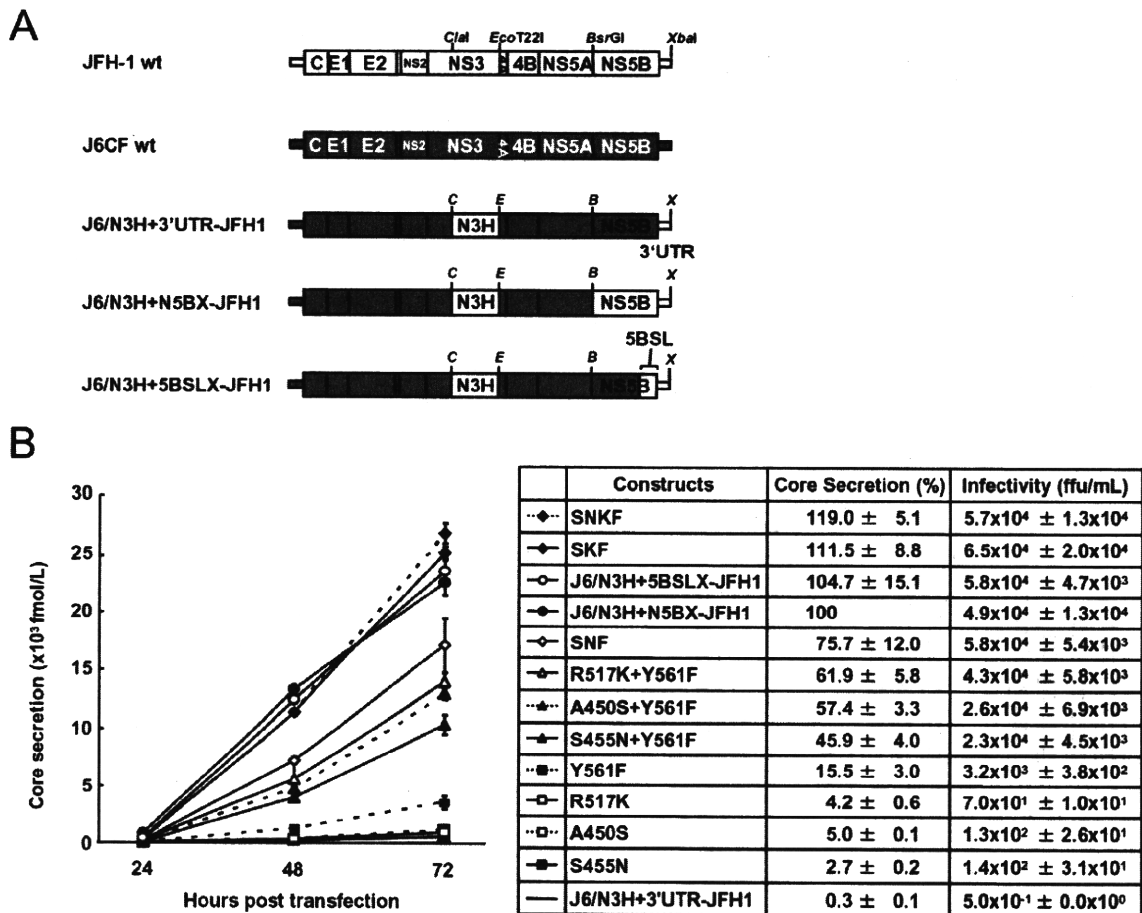 A
ClaI EcoT22I BsrGI XbaI
JFH-1 wt C E1 E2 NS2 NS3 4B NS5A NS5B
J6CF wt C E1 E2 NS2 NS3 4A 4B NS5A NS5B
C E B X
J6/N3H+3'UTR-JFH1 N3H NS5B
3'UTR
C E B X
J6/N3H+N5BX-JFH1 N3H NS5B
5BSL
C E B X
J6/N3H+5BSLX-JFH1 N3H NS5B
B
Core secretion (x10³ fmol/L)
30
25
20
15
10
5
0
24 48 72
Hours post transfection
Constructs Core Secretion (%) Infectivity (ffu/mL)
SNKF 119.0 ± 5.1 5.7x10⁴ ± 1.3x10⁴
SKF 111.5 ± 8.8 6.5x10⁴ ± 2.0x10⁴
J6/N3H+5BSLX-JFH1 104.7 ± 15.1 5.8x10⁴ ± 4.7x10³
J6/N3H+N5BX-JFH1 100 4.9x10⁴ ± 1.3x10⁴
SNF 75.7 ± 12.0 5.8x10⁴ ± 5.4x10³
R517K+Y561F 61.9 ± 5.8 4.3x10⁴ ± 5.8x10³
A450S+Y561F 57.4 ± 3.3 2.6x10⁴ ± 6.9x10³
S455N+Y561F 45.9 ± 4.0 2.3x10⁴ ± 4.5x10³
Y561F 15.5 ± 3.0 3.2x10³ ± 3.8x10²
R517K 4.2 ± 0.6 7.0x10¹ ± 1.0x10¹
A450S 5.0 ± 0.1 1.3x10² ± 2.6x10¹
S455N 2.7 ± 0.2 1.4x10² ± 3.1x10¹
J6/N3H+3'UTR-JFH1 0.3 ± 0.1 5.0x10⁻¹ ± 0.0x10⁰